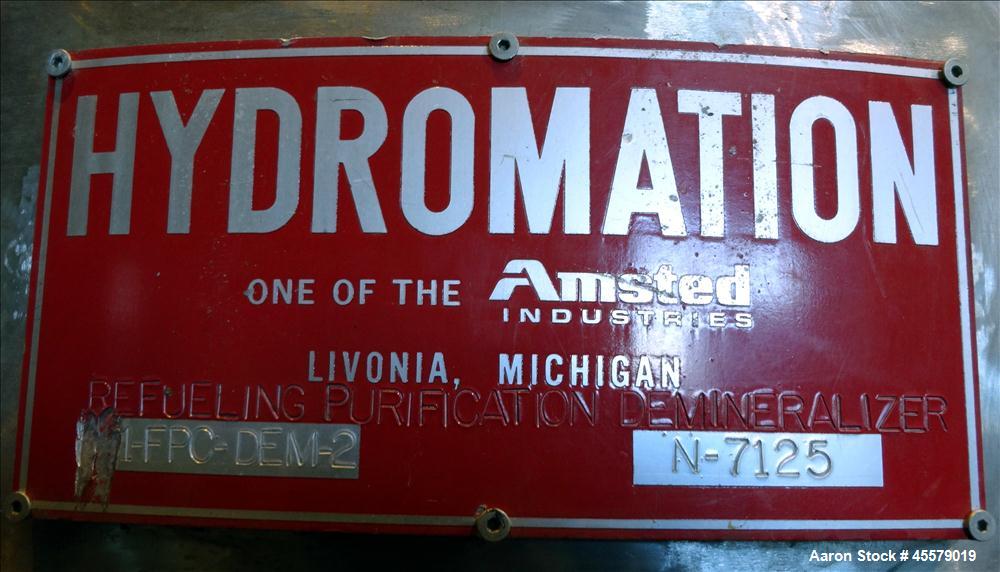 HYDROMATION
ONE OF THE Amsted
INDUSTRIES
LIVONIA, MICHIGAN
REFUELING PURIFICATION DEMINERALIZER
1-FPC-DEM-2 N-7125
Aaron Stock # 45579019